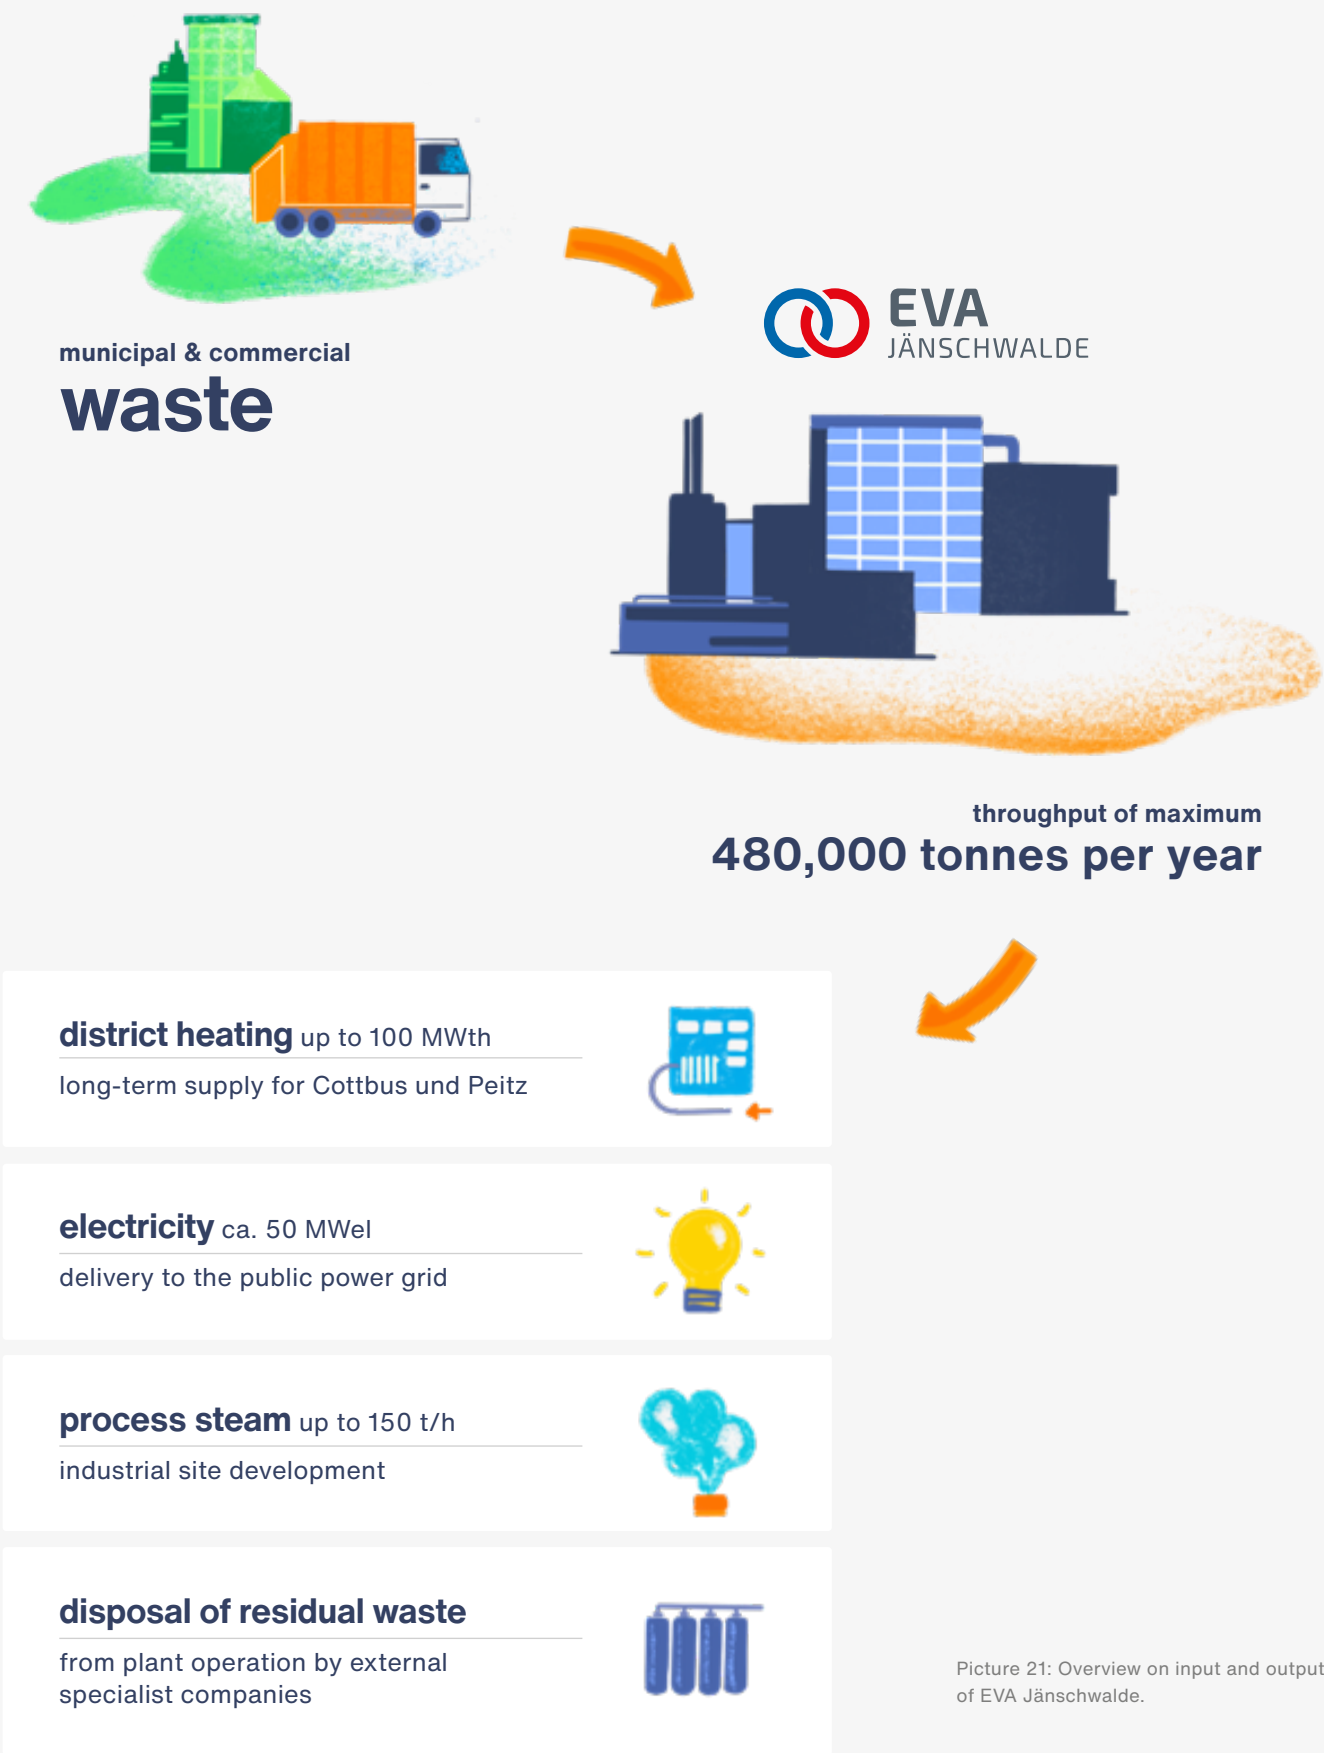 municipal & commercial
waste
EVA
JÄNSCHWALDE
throughput of maximum
480,000 tonnes per year
district heating up to 100 MWth
long-term supply for Cottbus und Peitz
electricity ca. 50 MWel
delivery to the public power grid
process steam up to 150 t/h
industrial site development
disposal of residual waste
from plant operation by external
specialist companies
Picture 21: Overview on input and output
of EVA Jänschwalde.